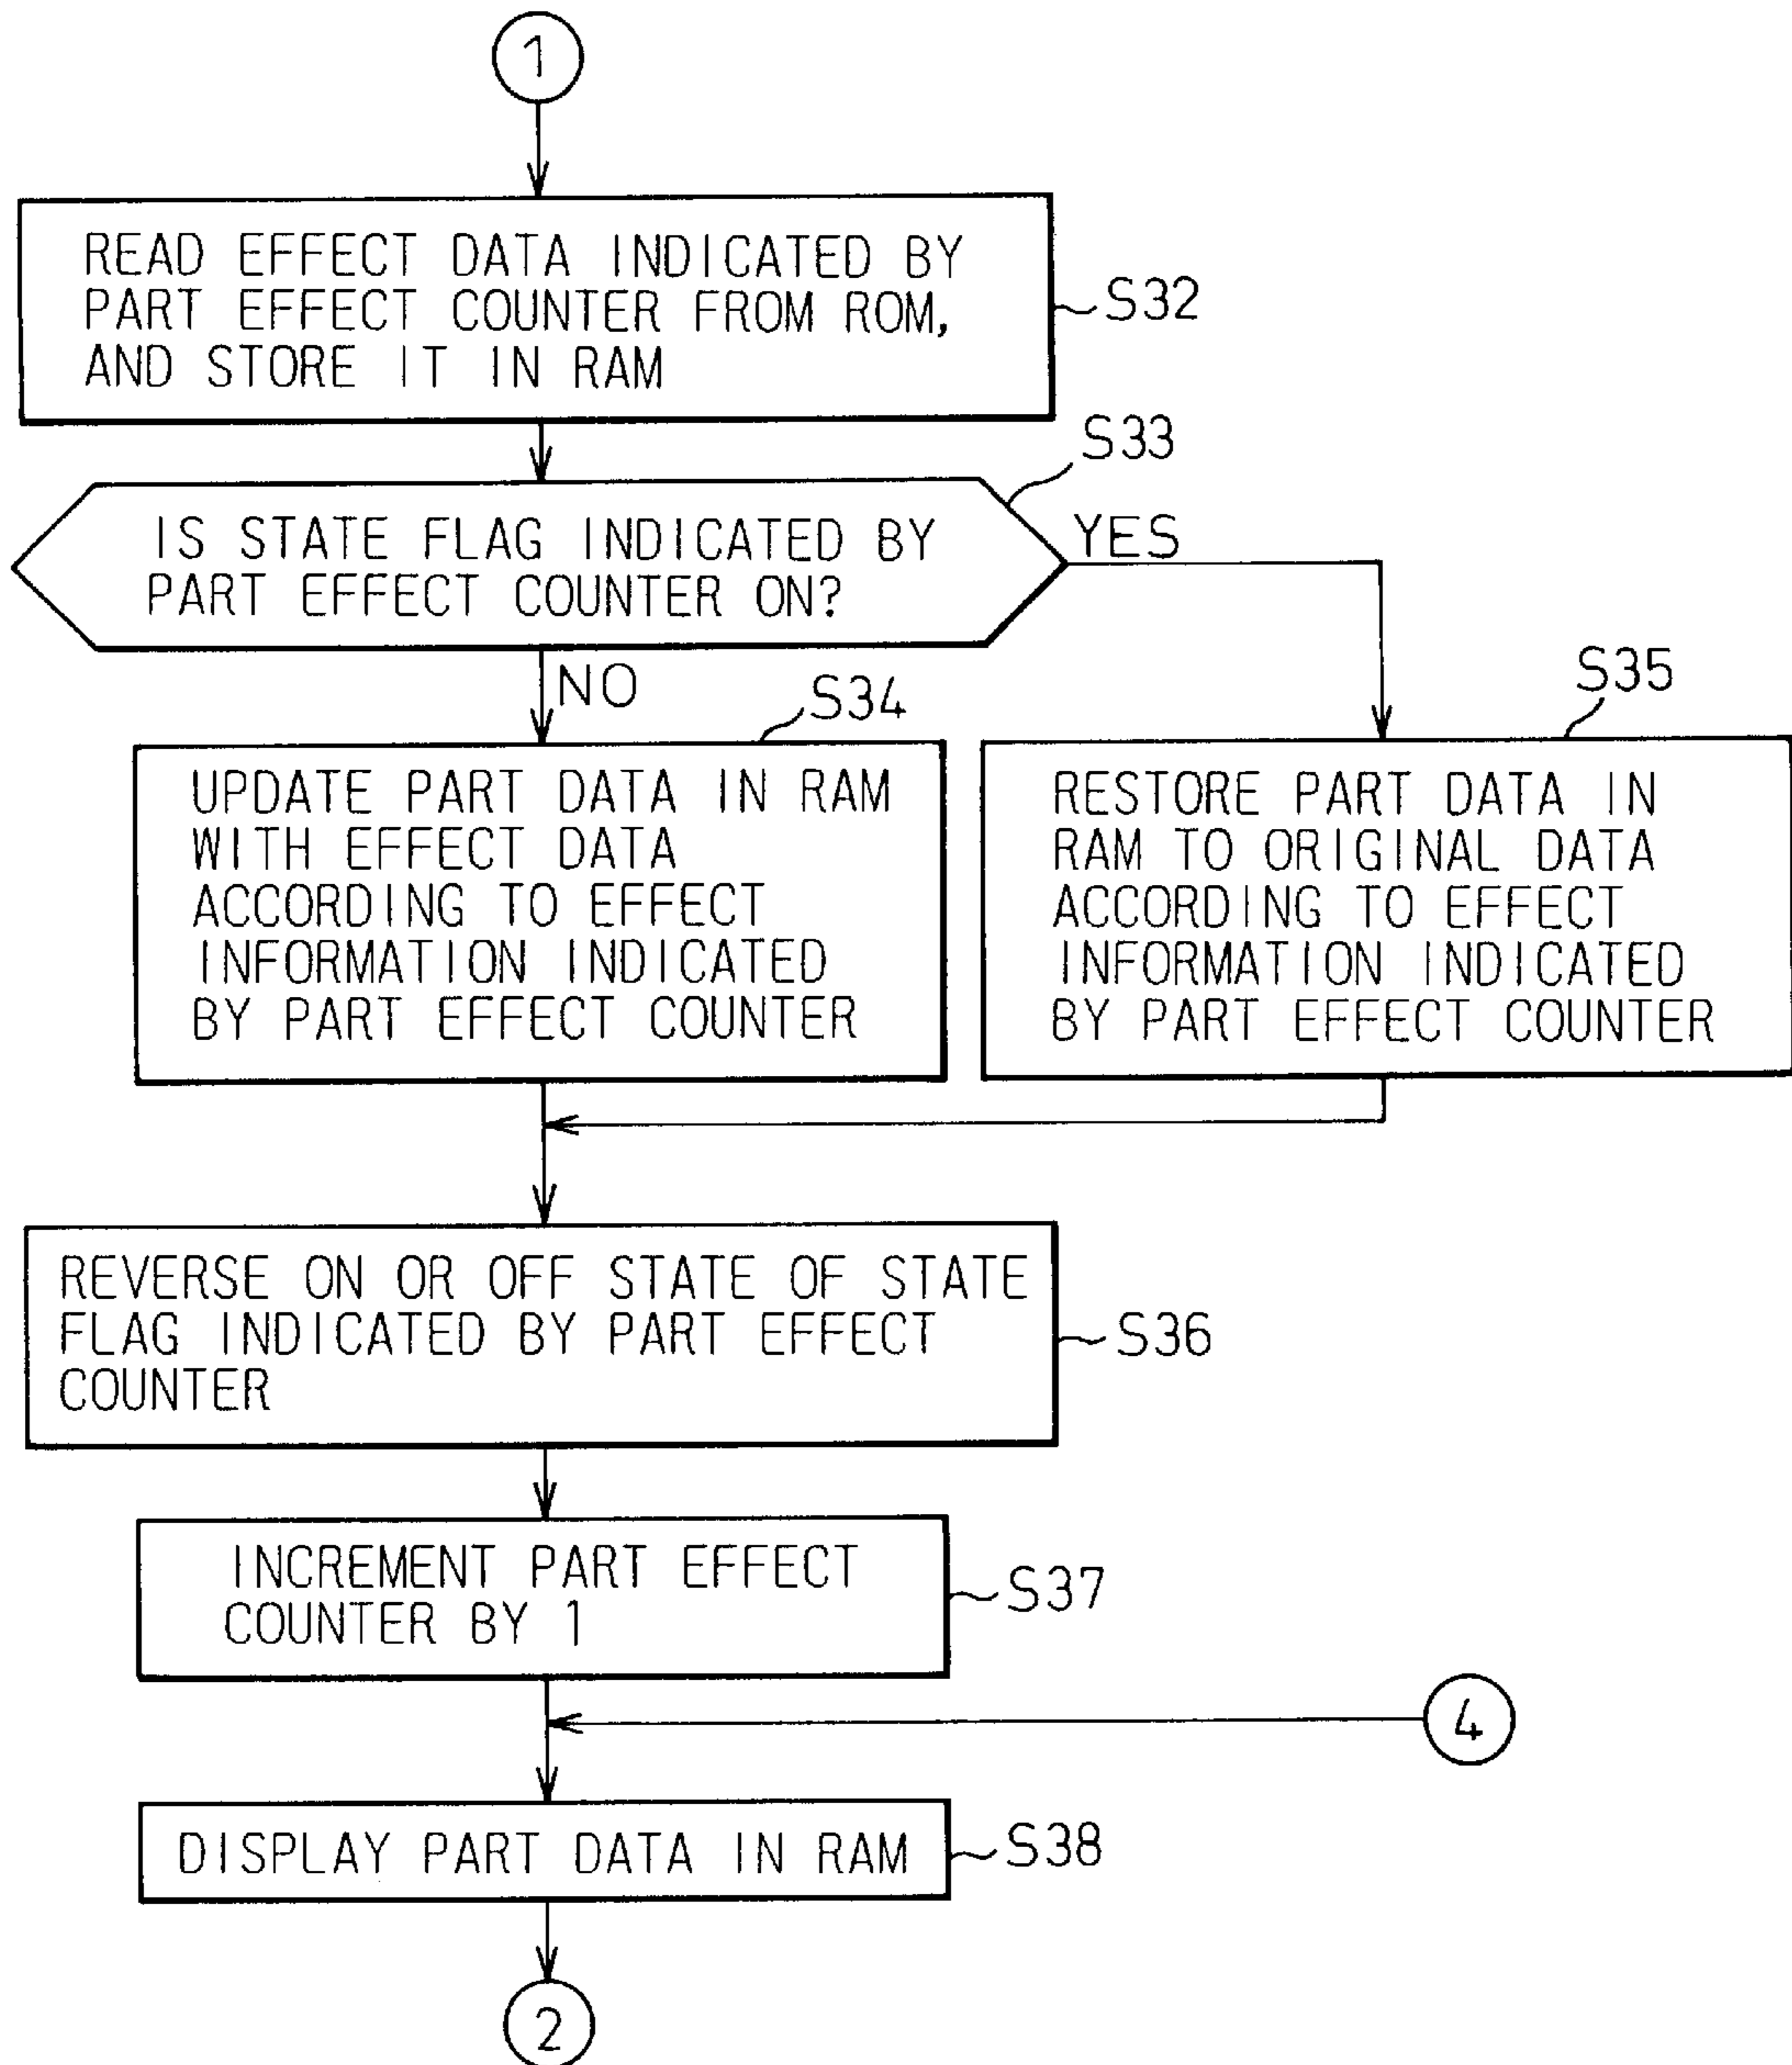 1
READ EFFECT DATA INDICATED BY
PART EFFECT COUNTER FROM ROM,
AND STORE IT IN RAM
S32
S33
IS STATE FLAG INDICATED BY
PART EFFECT COUNTER ON?
YES
NO
S34
UPDATE PART DATA IN RAM
WITH EFFECT DATA
ACCORDING TO EFFECT
INFORMATION INDICATED
BY PART EFFECT COUNTER
S35
RESTORE PART DATA IN
RAM TO ORIGINAL DATA
ACCORDING TO EFFECT
INFORMATION INDICATED
BY PART EFFECT COUNTER
REVERSE ON OR OFF STATE OF STATE
FLAG INDICATED BY PART EFFECT
COUNTER
S36
INCREMENT PART EFFECT
COUNTER BY 1
S37
4
DISPLAY PART DATA IN RAM
S38
2